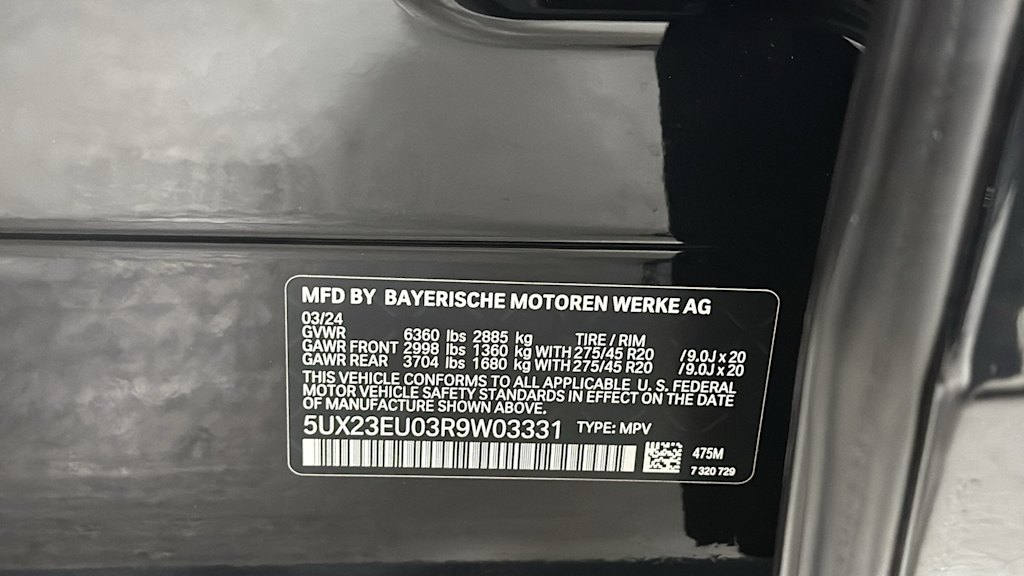 MFD BY BAYERISCHE MOTOREN WERKE AG
03/24
GVWR 6360 lbs 2885 kg TIRE / RIM
GAWR FRONT 2998 lbs 1360 kg WITH 275/45 R20 / 9.0J x 20
GAWR REAR 3704 lbs 1680 kg WITH 275/45 R20 / 9.0J x 20
THIS VEHICLE CONFORMS TO ALL APPLICABLE U. S. FEDERAL
MOTOR VEHICLE SAFETY STANDARDS IN EFFECT ON THE DATE
OF MANUFACTURE SHOWN ABOVE.
5UX23EU03R9W03331 TYPE: MPV
475M
7 320 729